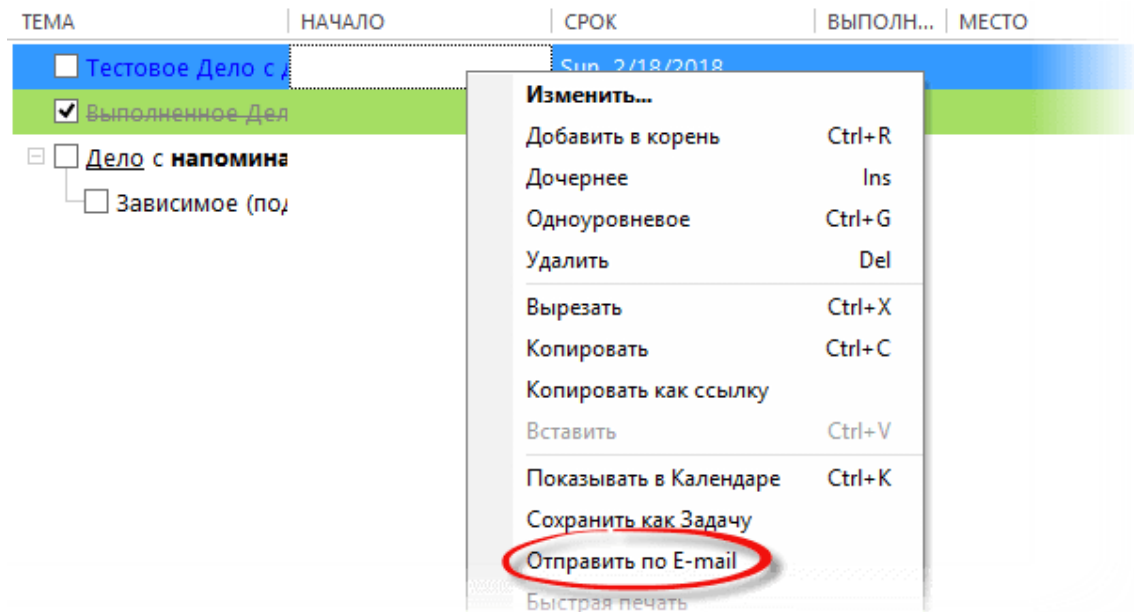 ТЕМА НАЧАЛО СРОК ВЫПОЛН... МЕСТО
Тестовое Дело с Sun, 2/18/2018
Выполненное Дел
Дело с напомина
Зависимое (под
Изменить...
Добавить в корень Ctrl+R
Дочернее Ins
Одноуровневое Ctrl+G
Удалить Del
Вырезать Ctrl+X
Копировать Ctrl+C
Копировать как ссылку
Вставить Ctrl+V
Показывать в Календаре Ctrl+K
Сохранить как Задачу
Отправить по E-mail
Быстрая печать